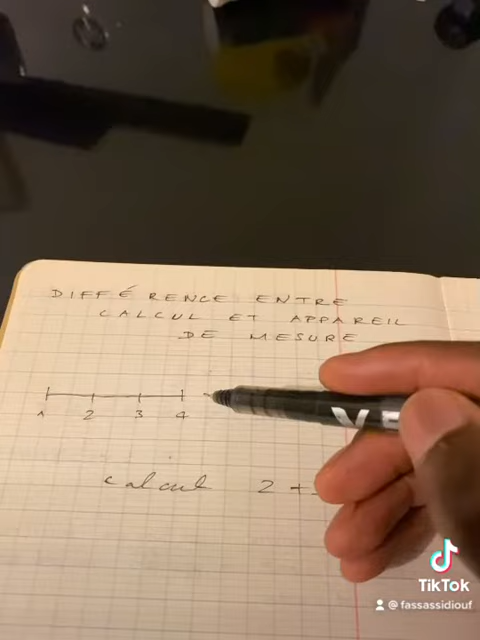 DIFFÉRENCE ENTRE
CALCUL ET APPAREIL
DE MESURE
1 2 3 4
calcul 2 +
TikTok
@ fassassidiouf